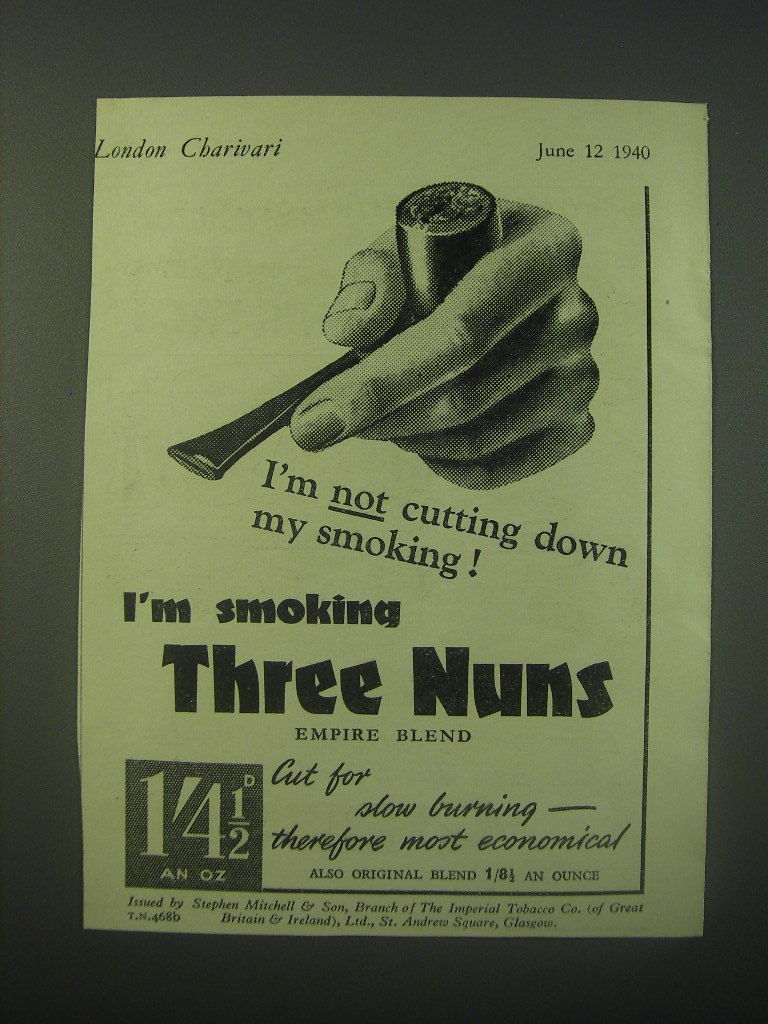 London Charivari
June 12 1940
I'm not cutting down
my smoking!
I'm smoking
Three Nuns
EMPIRE BLEND
1'4½D
AN OZ
Cut for
slow burning —
therefore most economical
ALSO ORIGINAL BLEND 1/8½ AN OUNCE
Issued by Stephen Mitchell & Son, Branch of The Imperial Tobacco Co. (of Great
T.N.468b Britain & Ireland), Ltd., St. Andrew Square, Glasgow.